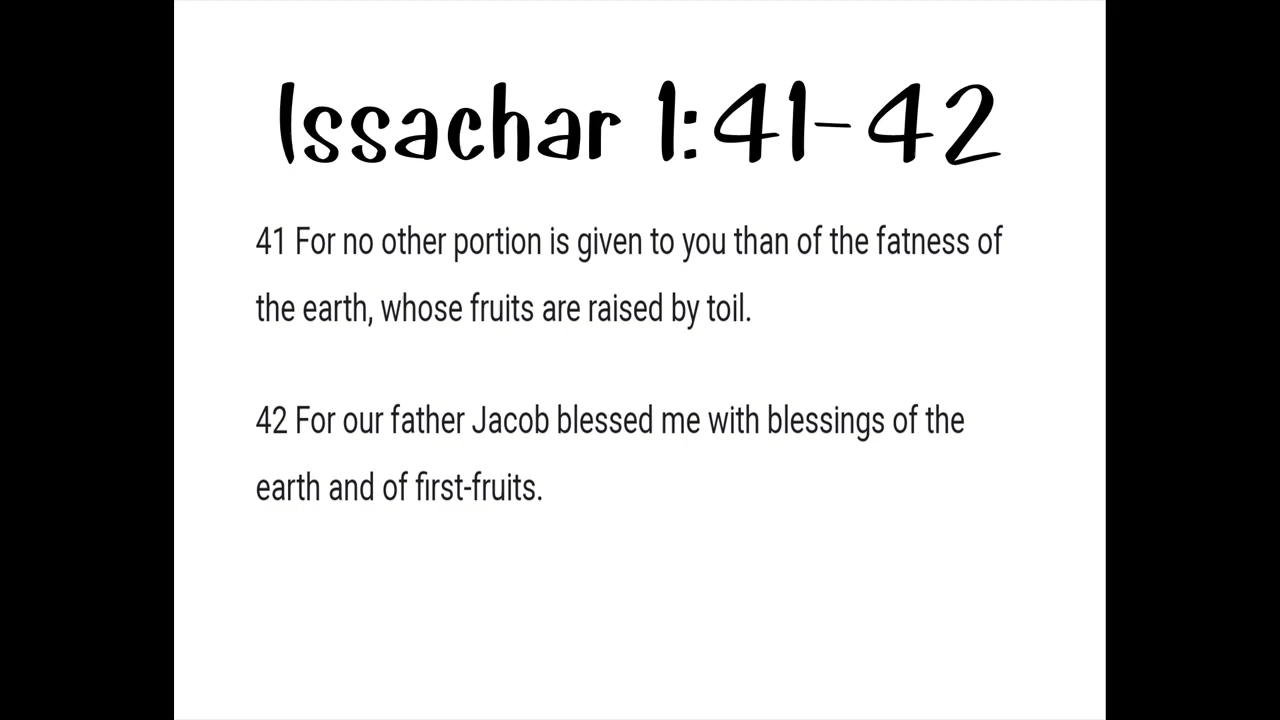 Issachar 1:41-42
41 For no other portion is given to you than of the fatness of
the earth, whose fruits are raised by toil.
42 For our father Jacob blessed me with blessings of the
earth and of first-fruits.